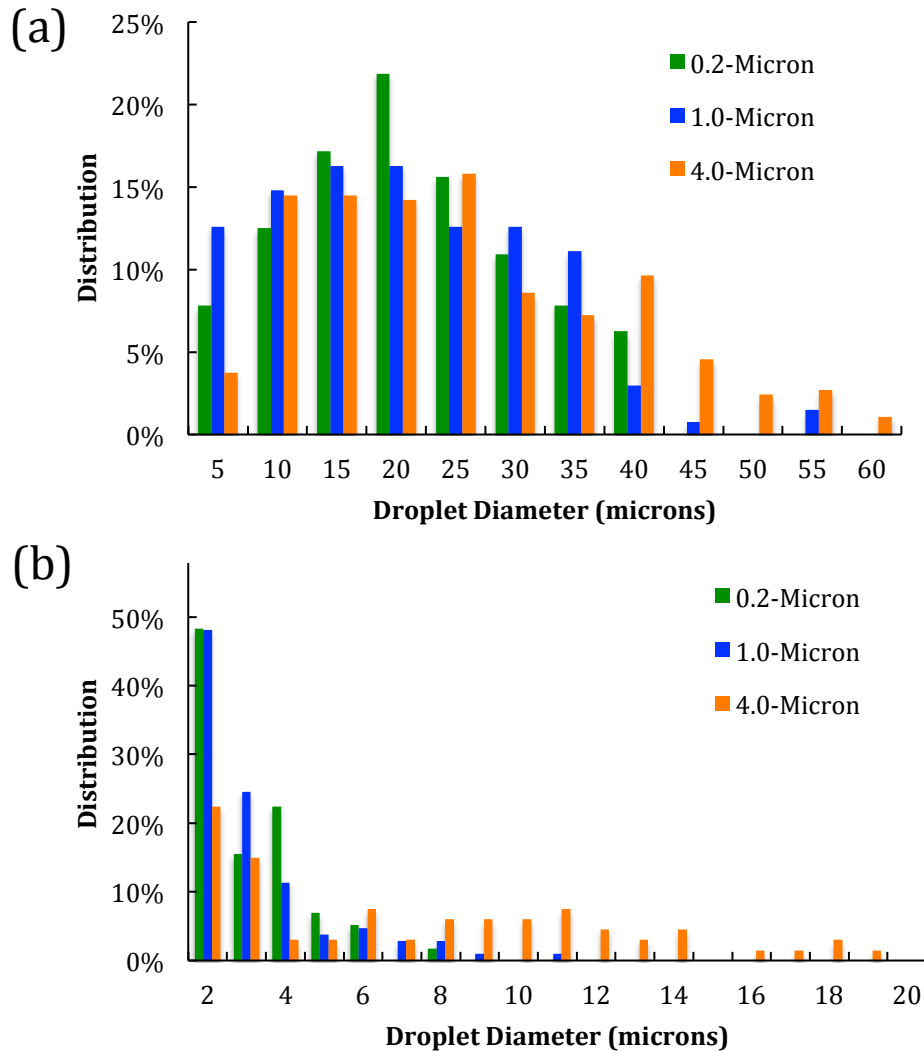 (a)
25%
20%
15%
10%
5%
0%
Distribution
0.2-Micron
1.0-Micron
4.0-Micron
5 10 15 20 25 30 35 40 45 50 55 60
Droplet Diameter (microns)
(b)
50%
40%
30%
20%
10%
0%
Distribution
0.2-Micron
1.0-Micron
4.0-Micron
2 4 6 8 10 12 14 16 18 20
Droplet Diameter (microns)